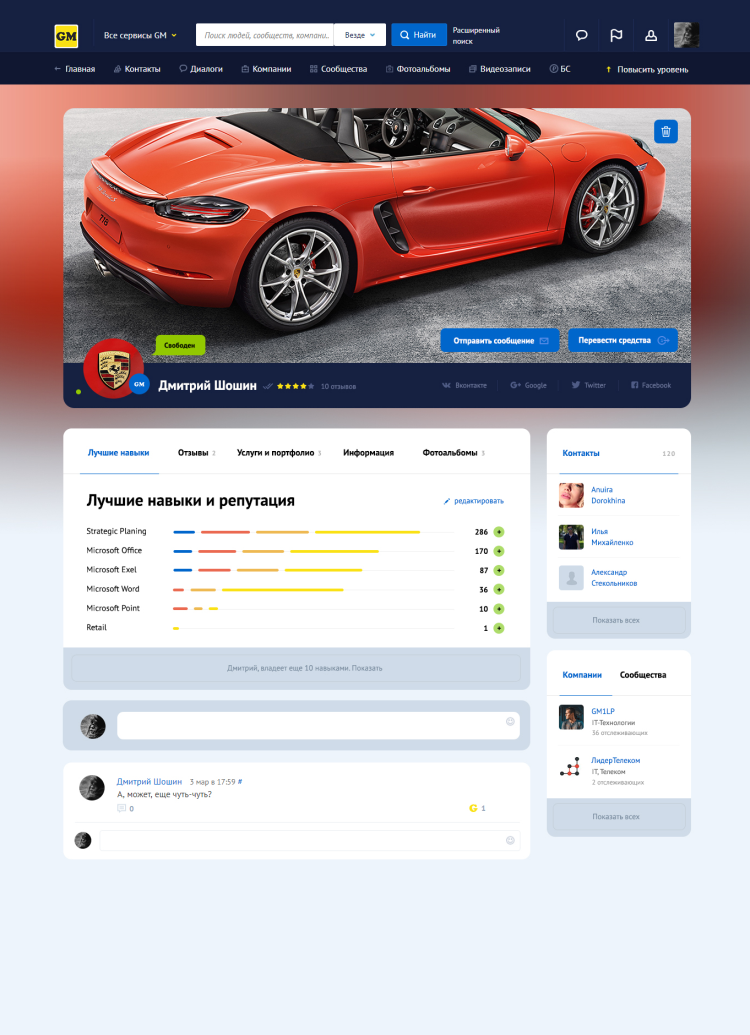 GM
Все сервисы GM
Поиск людей, сообществ, компани..
Везде
Найти
Расширенный
поиск
Главная
Контакты
Диалоги
Компании
Сообщества
Фотоальбомы
Видеозаписи
БС
Повысить уровень
718
Отправить сообщение
Перевести средства
Свободен
GM
Дмитрий Шошин
10 отзывов
Вконтакте
Google
Twitter
Facebook
Лучшие навыки
Отзывы 2
Услуги и портфолио 3
Информация
Фотоальбомы 3
Лучшие навыки и репутация
редактировать
Strategic Planing 286 +
Microsoft Office 170 +
Microsoft Exel 87 +
Microsoft Word 36 +
Microsoft Point 10 +
Retail 1 +
Дмитрий, владеет еще 10 навыками. Показать
Дмитрий Шошин 3 мар в 17:59 #
А, может, еще чуть-чуть?
0
G 1
Контакты 120
Anuira
Dorokhina
Илья
Михайленко
Александр
Стекольников
Показать всех
Компании Сообщества
GM1LP
IT-Технологии
36 отслеживающих
ЛидерТелеком
IT, Телеком
2 отслеживающих
Показать всех